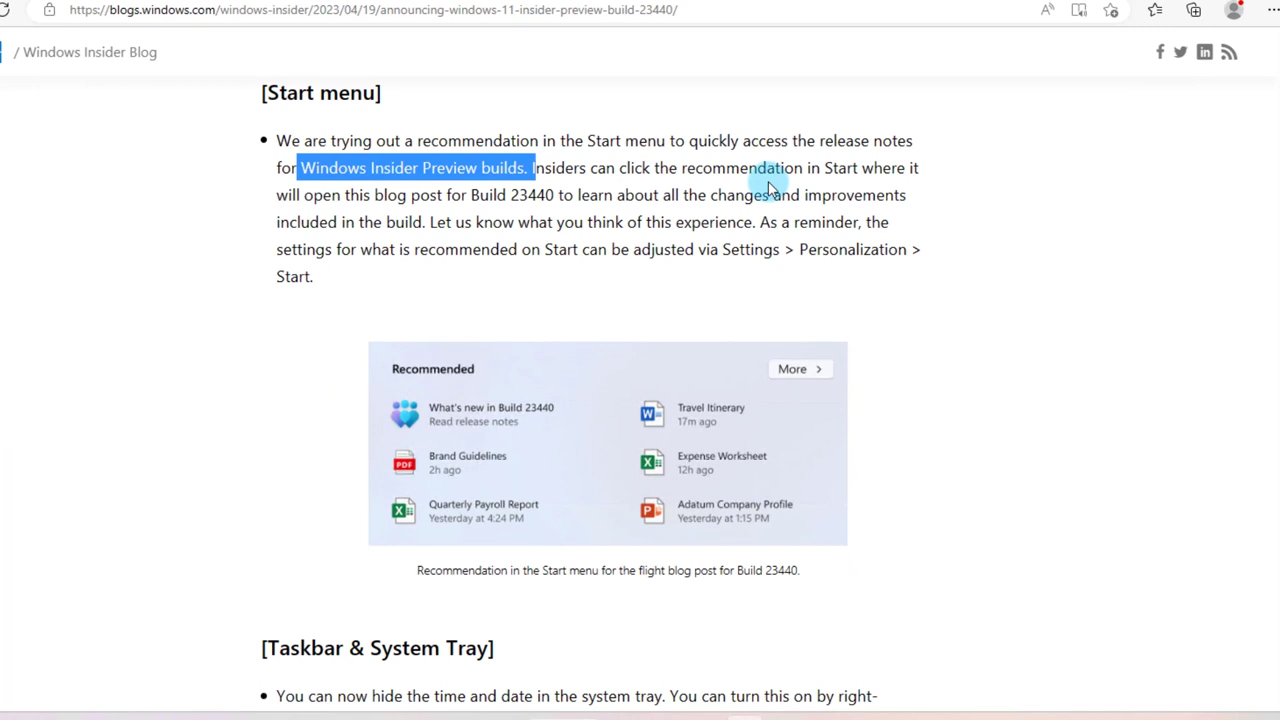 https://blogs.windows.com/windows-insider/2023/04/19/announcing-windows-11-insider-preview-build-23440/
/ Windows Insider Blog
[Start menu]
• We are trying out a recommendation in the Start menu to quickly access the release notes
for Windows Insider Preview builds. Insiders can click the recommendation in Start where it
will open this blog post for Build 23440 to learn about all the changes and improvements
included in the build. Let us know what you think of this experience. As a reminder, the
settings for what is recommended on Start can be adjusted via Settings > Personalization >
Start.
Recommended
More >
What's new in Build 23440
Read release notes
Travel Itinerary
17m ago
Brand Guidelines
2h ago
Expense Worksheet
12h ago
Quarterly Payroll Report
Yesterday at 4:24 PM
Adatum Company Profile
Yesterday at 1:15 PM
Recommendation in the Start menu for the flight blog post for Build 23440.
[Taskbar & System Tray]
• You can now hide the time and date in the system tray. You can turn this on by right-